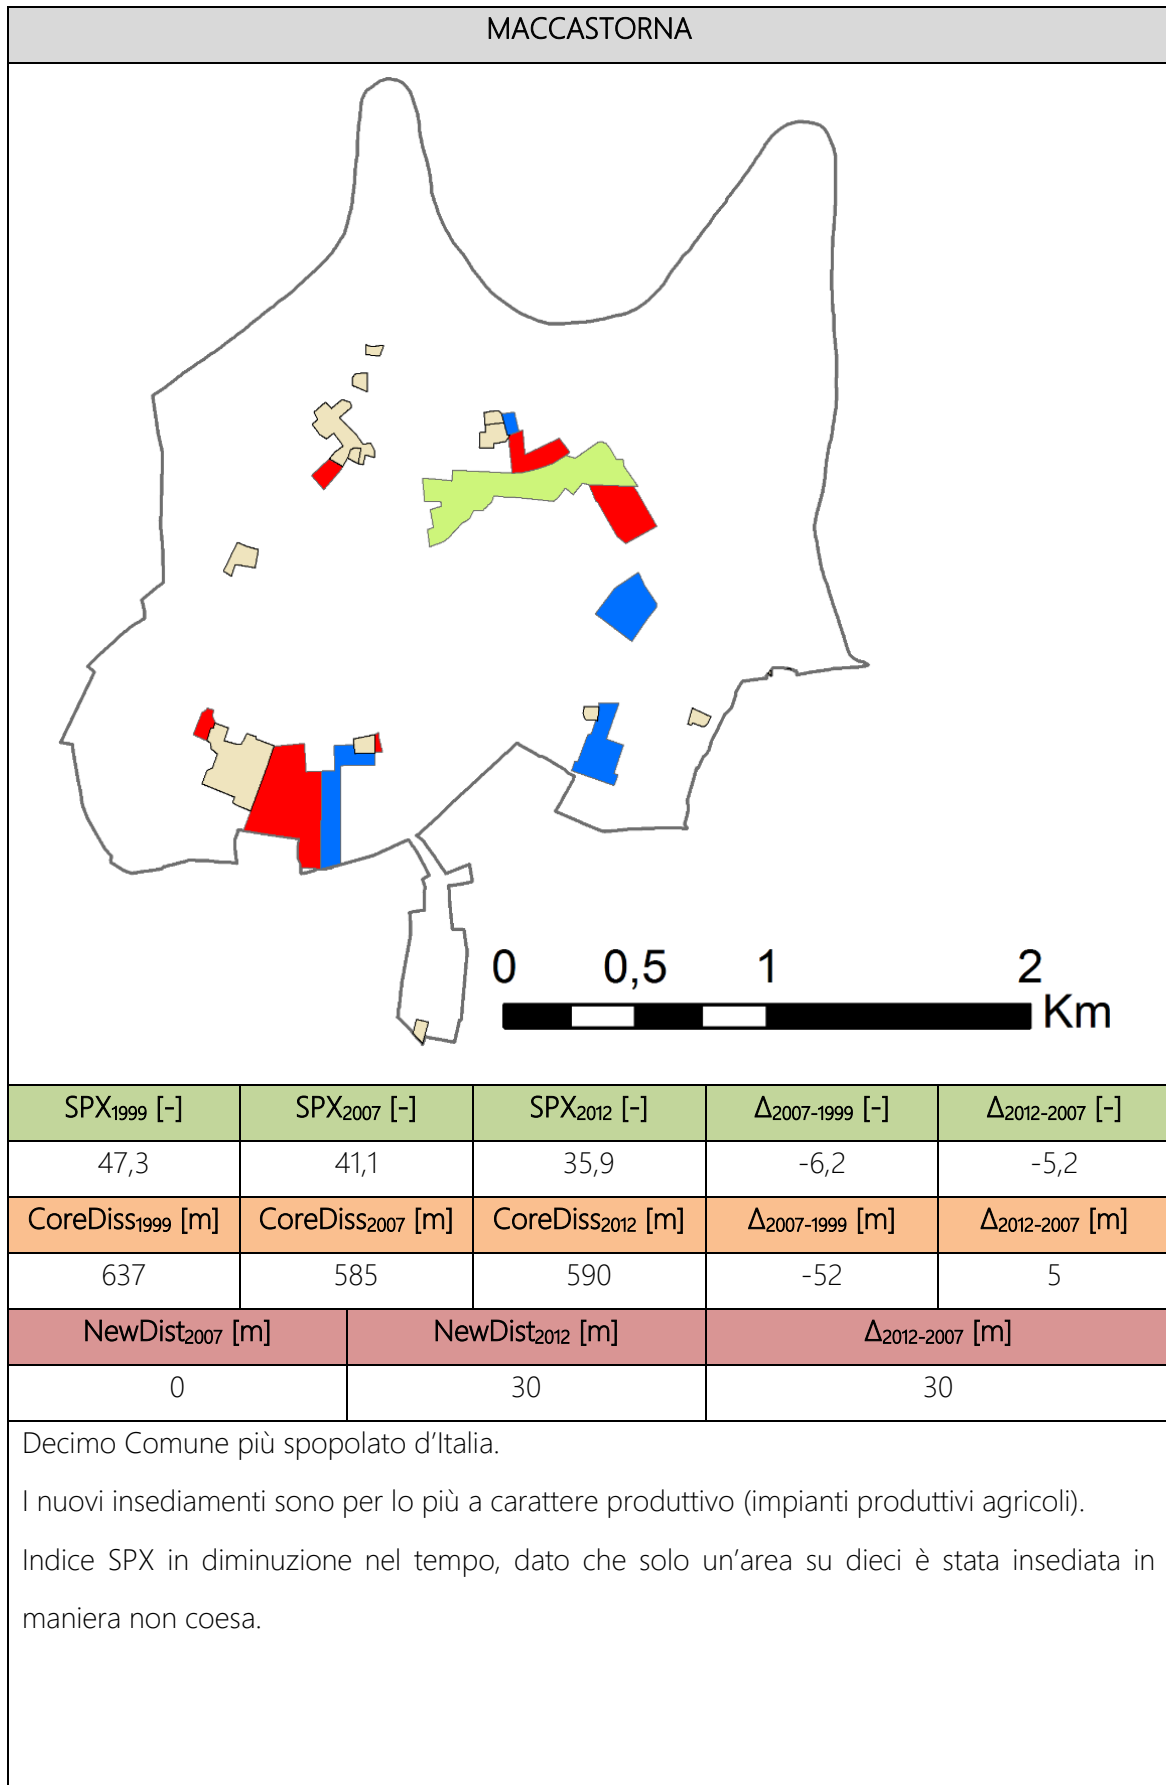 MACCASTORNA
0 0,5 1 2
Km
SPX1999 [-] SPX2007 [-] SPX2012 [-] Δ2007-1999 [-] Δ2012-2007 [-]
47,3 41,1 35,9 -6,2 -5,2
CoreDiss1999 [m] CoreDiss2007 [m] CoreDiss2012 [m] Δ2007-1999 [m] Δ2012-2007 [m]
637 585 590 -52 5
NewDist2007 [m] NewDist2012 [m] Δ2012-2007 [m]
0 30 30
Decimo Comune più spopolato d'Italia.
I nuovi insediamenti sono per lo più a carattere produttivo (impianti produttivi agricoli).
Indice SPX in diminuzione nel tempo, dato che solo un'area su dieci è stata insediata in
maniera non coesa.